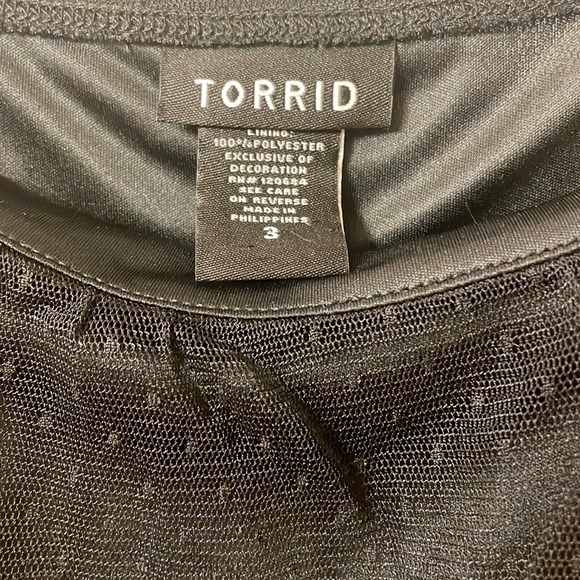 TORRID
LINING:
100%POLYESTER
EXCLUSIVE OF
DECORATION
RN# 120684
SEE CARE
ON REVERSE
MADE IN
PHILIPPINES
3